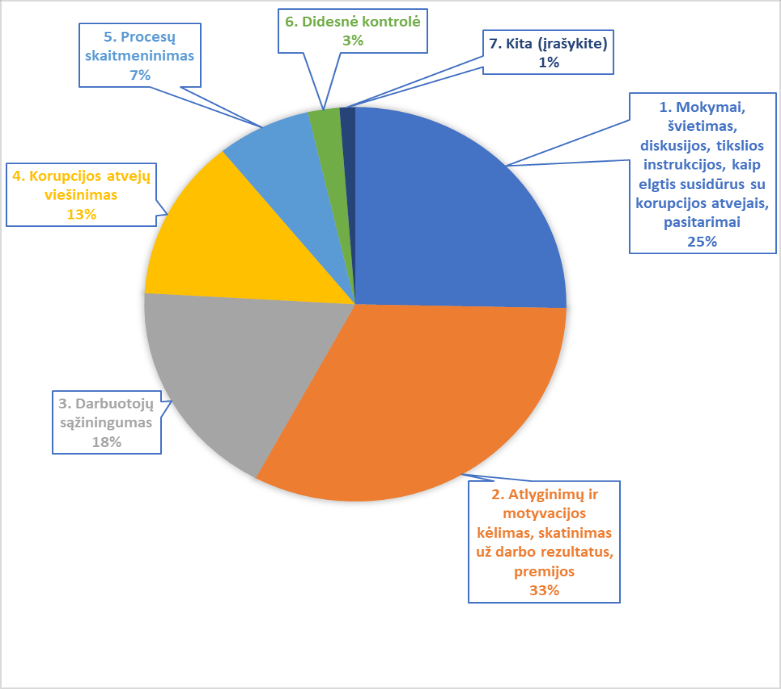 1. Mokymai,
švietimas,
diskusijos, tikslios
instrukcijos, kaip
elgtis susidūrus su
korupcijos atvejais,
pasitarimai
25%
2. Atlyginimų ir
motyvacijos
kėlimas, skatinimas
už darbo rezultatus,
premijos
33%
3. Darbuotojų
sąžiningumas
18%
4. Korupcijos atvejų
viešinimas
13%
5. Procesų
skaitmeninimas
7%
6. Didesnė kontrolė
3%
7. Kita (įrašykite)
1%